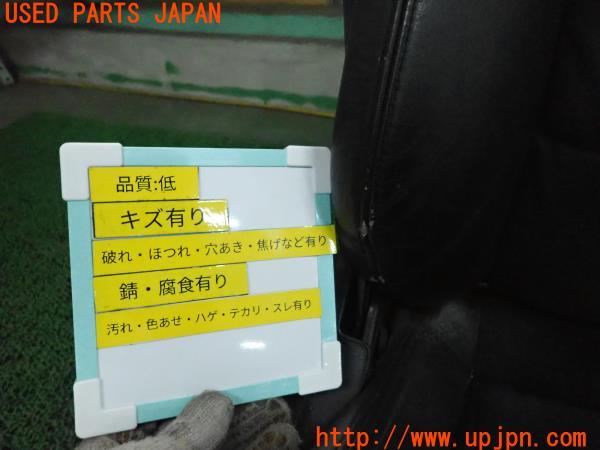 USED PARTS JAPAN
品質:低
キズ有り
破れ・ほつれ・穴あき・焦げなど有り
錆・腐食有り
汚れ・色あせ・ハゲ・テカリ・スレ有り
http://www.upjpn.com/